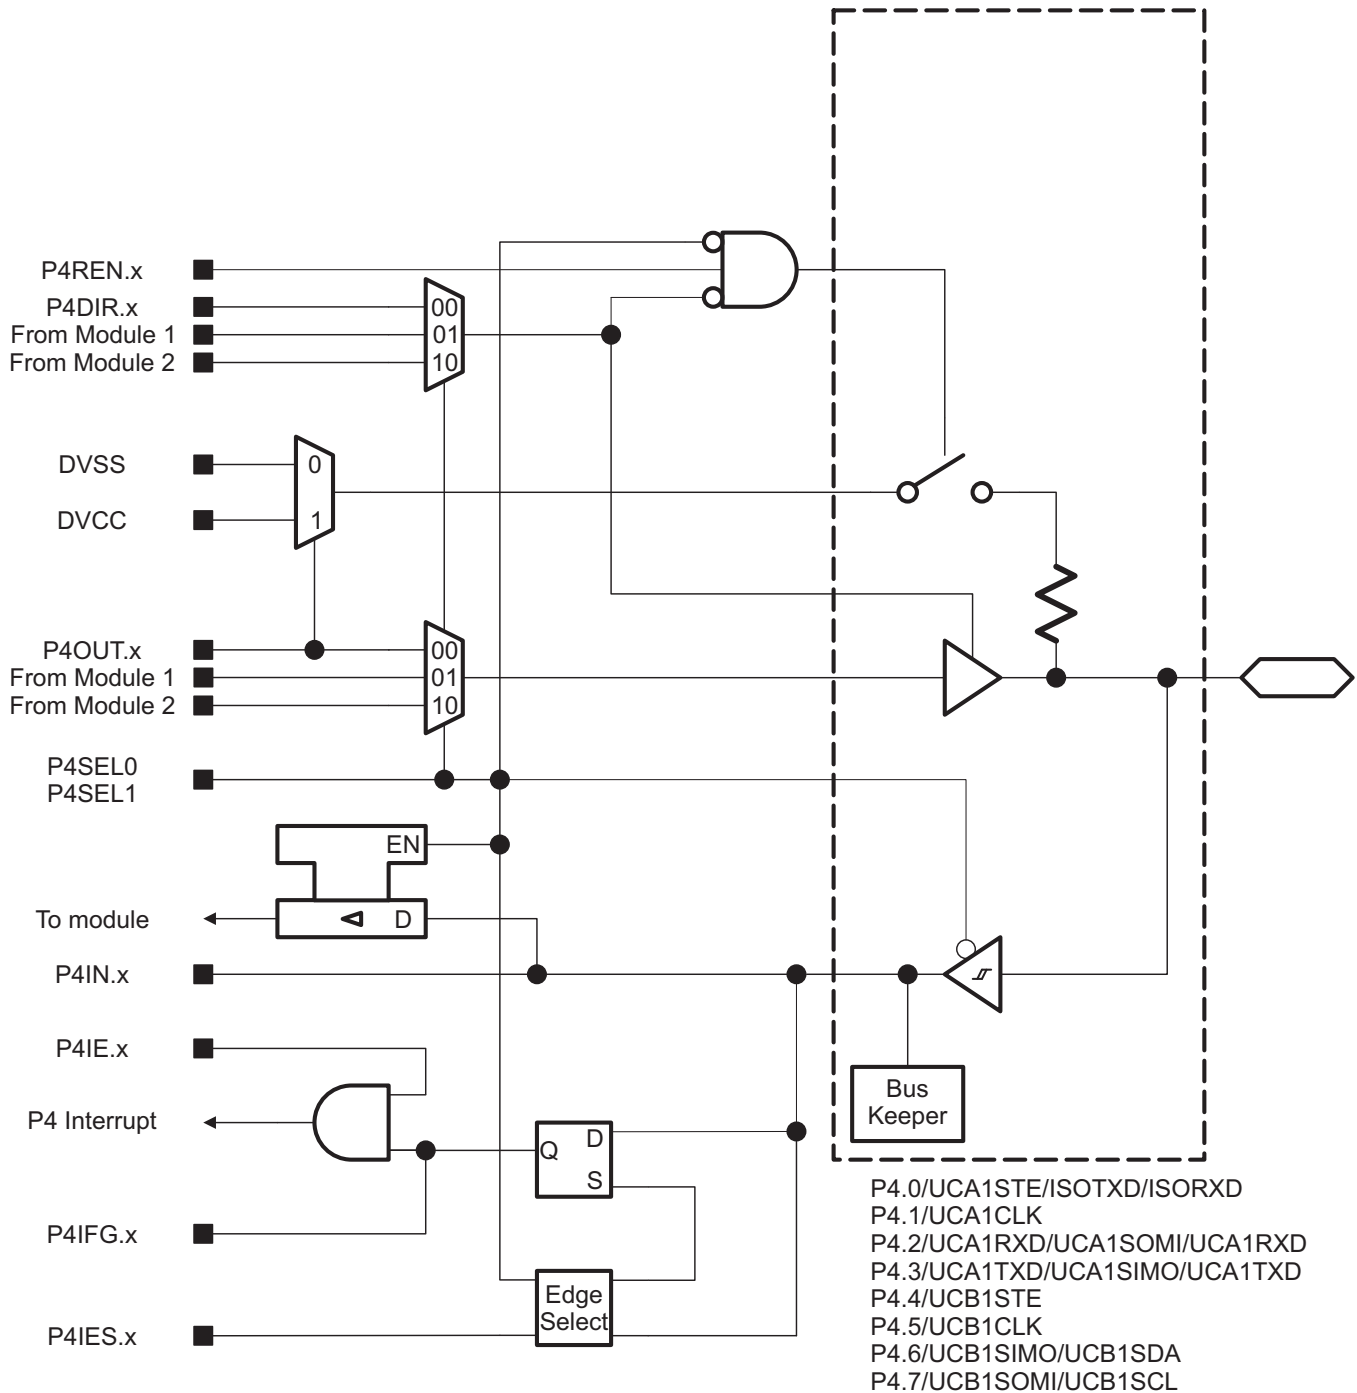 P4REN.x
P4DIR.x
From Module 1
From Module 2
00
01
10
DVSS
DVCC
0
1
P4OUT.x
From Module 1
From Module 2
00
01
10
P4SEL0
P4SEL1
EN
D
To module
P4IN.x
P4IE.x
P4 Interrupt
Q
D
S
Bus
Keeper
P4IFG.x
Edge
Select
P4IES.x
P4.0/UCA1STE/ISOTXD/ISORXD
P4.1/UCA1CLK
P4.2/UCA1RXD/UCA1SOMI/UCA1RXD
P4.3/UCA1TXD/UCA1SIMO/UCA1TXD
P4.4/UCB1STE
P4.5/UCB1CLK
P4.6/UCB1SIMO/UCB1SDA
P4.7/UCB1SOMI/UCB1SCL